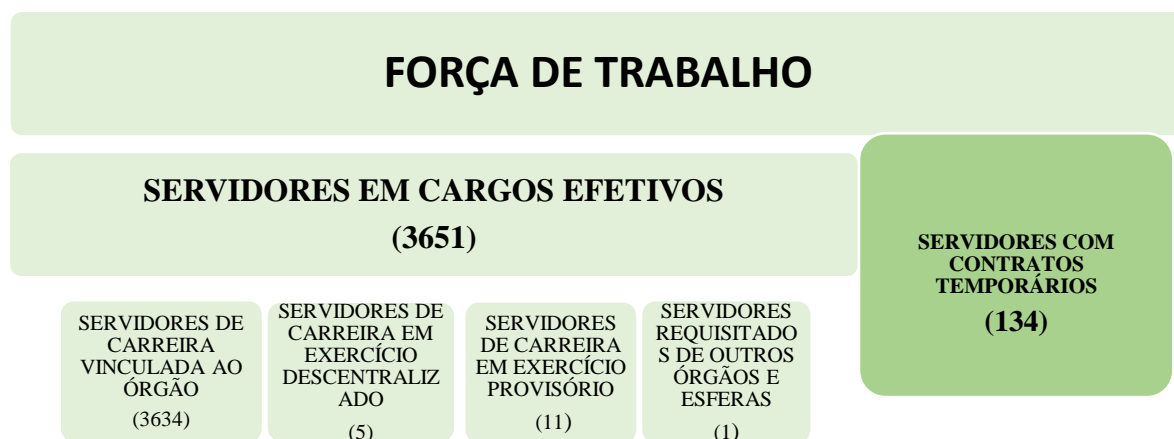 FORÇA DE TRABALHO
SERVIDORES EM CARGOS EFETIVOS
(3651)
SERVIDORES COM
CONTRATOS
TEMPORÁRIOS
(134)
SERVIDORES DE
CARREIRA
VINCULADA AO
ÓRGÃO
(3634)
SERVIDORES DE
CARREIRA EM
EXERCÍCIO
DESCENTRALIZ
ADO
(5)
SERVIDORES
DE CARREIRA
EM EXERCÍCIO
PROVISÓRIO
(11)
SERVIDORES
REQUISITADO
S DE OUTROS
ÓRGÃOS E
ESFERAS
(1)